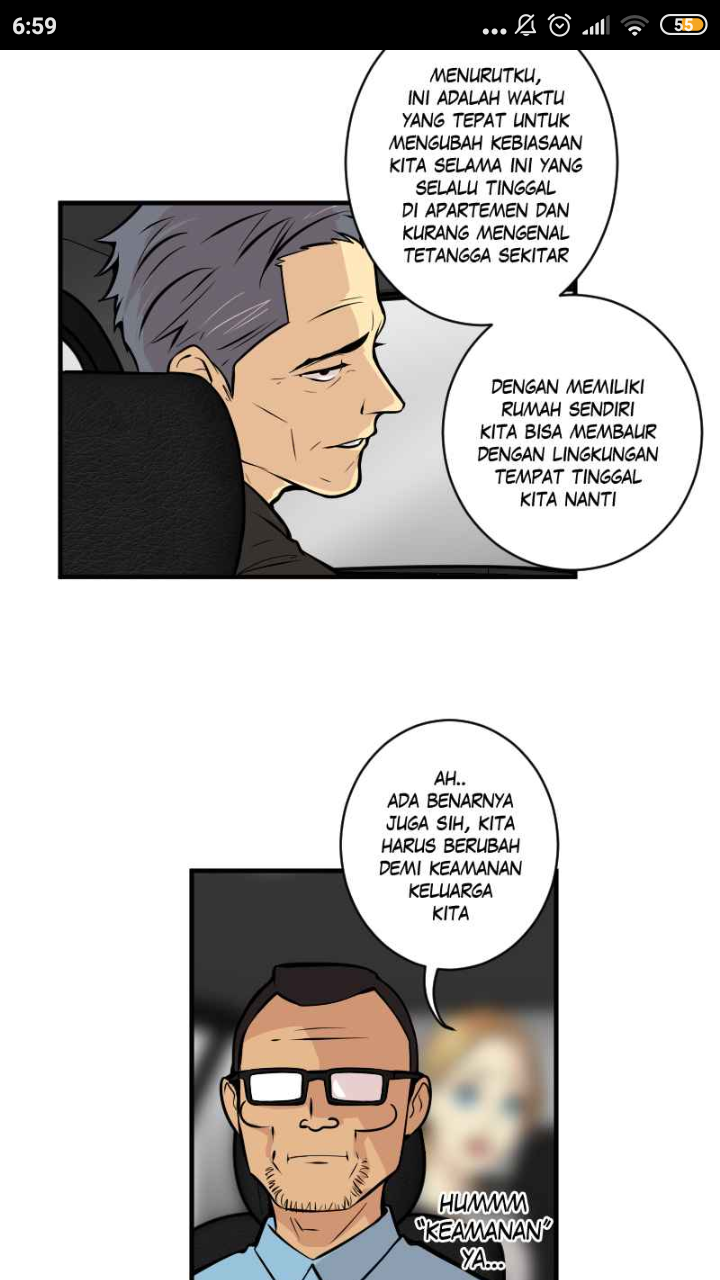 6:59
55
MENURUTKU,
INI ADALAH WAKTU
YANG TEPAT UNTUK
MENGUBAH KEBIASAAN
KITA SELAMA INI YANG
SELALU TINGGAL
DI APARTEMEN DAN
KURANG MENGENAL
TETANGGA SEKITAR
DENGAN MEMILIKI
RUMAH SENDIRI
KITA BISA MEMBAUR
DENGAN LINGKUNGAN
TEMPAT TINGGAL
KITA NANTI
AH..
ADA BENARNYA
JUGA SIH, KITA
HARUS BERUBAH
DEMI KEAMANAN
KELUARGA
KITA
HUMMM
"KEAMANAN"
YA...